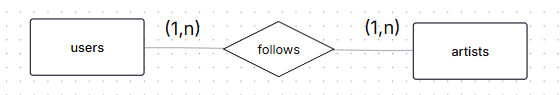 (1,n)
(1,n)
users
follows
artists